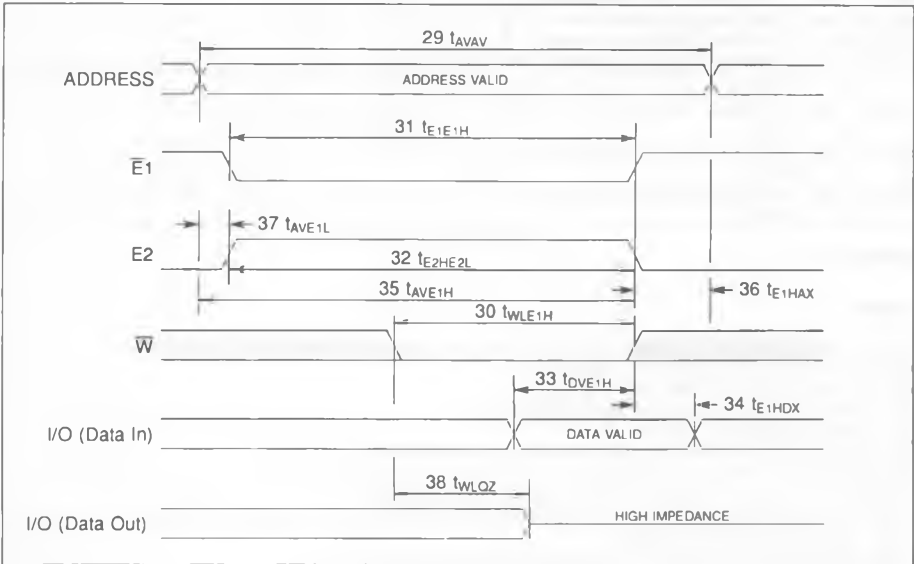 29 tAVAV
ADDRESS
ADDRESS VALID
31 tE1E1H
E1
37 tAVE1L
E2
32 tE2HE2L
35 tAVE1H
36 tE1HAX
30 tWLE1H
W
33 tDVE1H
34 tE1HDX
I/O (Data In)
DATA VALID
38 tWLQZ
I/O (Data Out)
HIGH IMPEDANCE